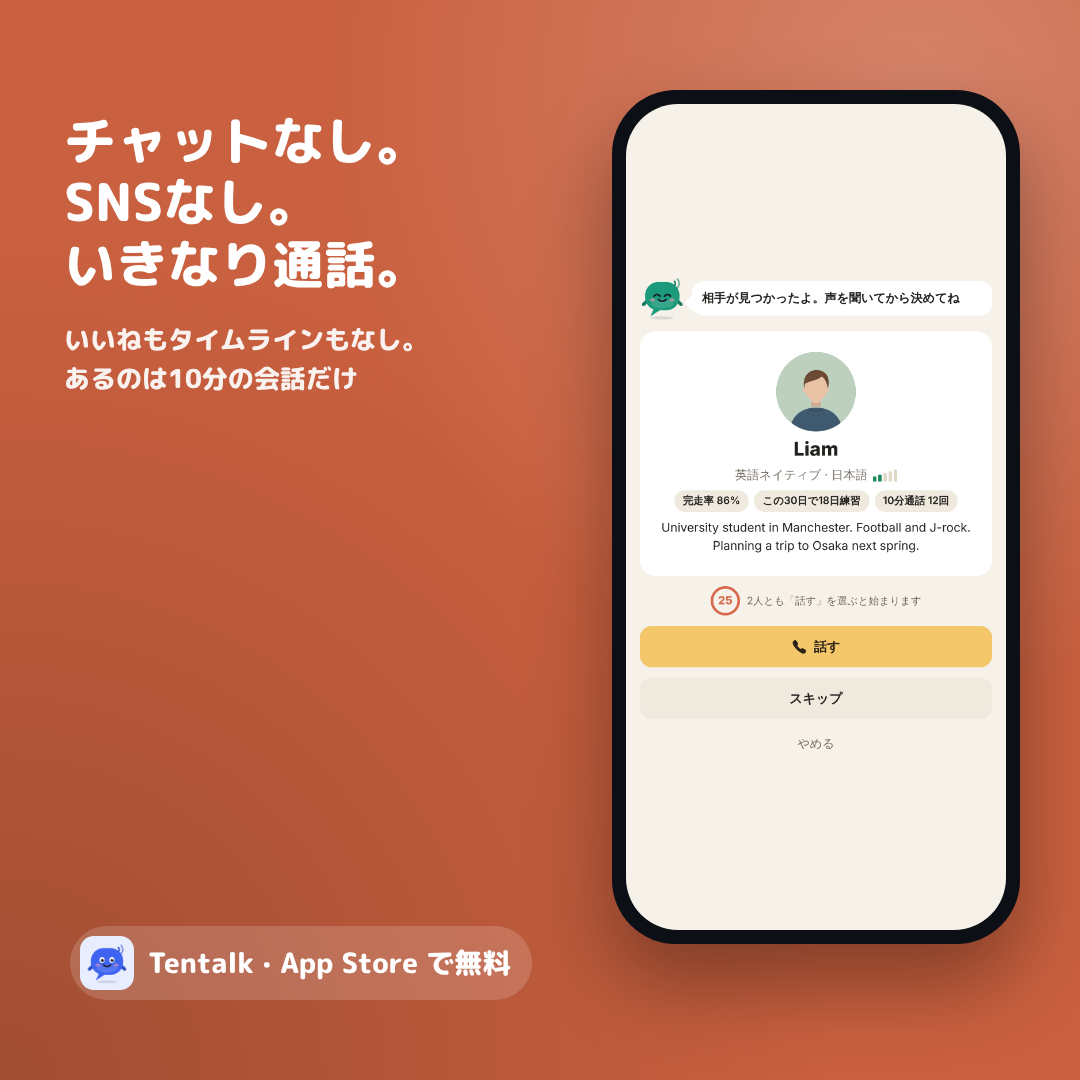 チャットなし。
SNSなし。
いきなり通話。
いいねもタイムラインもなし。
あるのは10分の会話だけ
相手が見つかったよ。声を聞いてから決めてね
Liam
英語ネイティブ · 日本語
完走率 86% この30日で18日練習 10分通話 12回
University student in Manchester. Football and J-rock.
Planning a trip to Osaka next spring.
25 2人とも「話す」を選ぶと始まります
話す
スキップ
やめる
Tentalk · App Store で無料